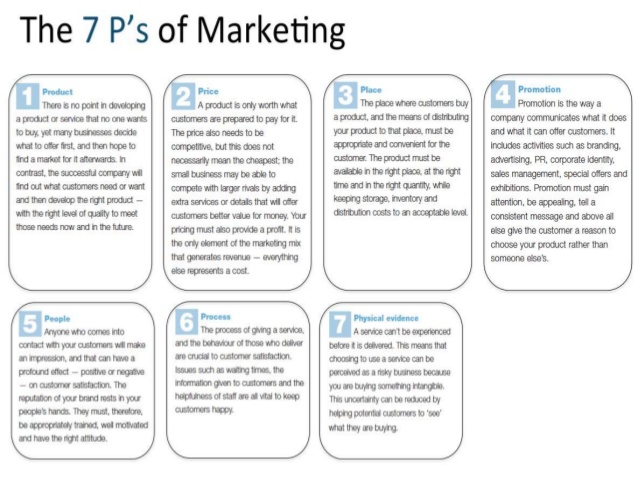 The 7 P's of Marketing
1 Product
There is no point in developing
a product or service that no one wants
to buy, yet many businesses decide
what to offer first, and then hope to
find a market for it afterwards. In
contrast, the successful company will
find out what customers need or want
and then develop the right product —
with the right level of quality to meet
those needs now and in the future.
2 Price
A product is only worth what
customers are prepared to pay for it.
The price also needs to be
competitive, but this does not
necessarily mean the cheapest; the
small business may be able to
compete with larger rivals by adding
extra services or details that will offer
customers better value for money. Your
pricing must also provide a profit. It is
the only element of the marketing mix
that generates revenue — everything
else represents a cost.
3 Place
The place where customers buy
a product, and the means of distributing
your product to that place, must be
appropriate and convenient for the
customer. The product must be
available in the right place, at the right
time and in the right quantity, while
keeping storage, inventory and
distribution costs to an acceptable level.
4 Promotion
Promotion is the way a
company communicates what it does
and what it can offer customers. It
includes activities such as branding,
advertising, PR, corporate identity,
sales management, special offers and
exhibitions. Promotion must gain
attention, be appealing, tell a
consistent message and above all
else give the customer a reason to
choose your product rather than
someone else's.
5 People
Anyone who comes into
contact with your customers will make
an impression, and that can have a
profound effect — positive or negative
— on customer satisfaction. The
reputation of your brand rests in your
people's hands. They must, therefore,
be appropriately trained, well motivated
and have the right attitude.
6 Process
The process of giving a service,
and the behaviour of those who deliver
are crucial to customer satisfaction.
Issues such as waiting times, the
information given to customers and the
helpfulness of staff are all vital to keep
customers happy.
7 Physical evidence
A service can't be experienced
before it is delivered. This means that
choosing to use a service can be
perceived as a risky business because
you are buying something intangible.
This uncertainty can be reduced by
helping potential customers to 'see'
what they are buying.